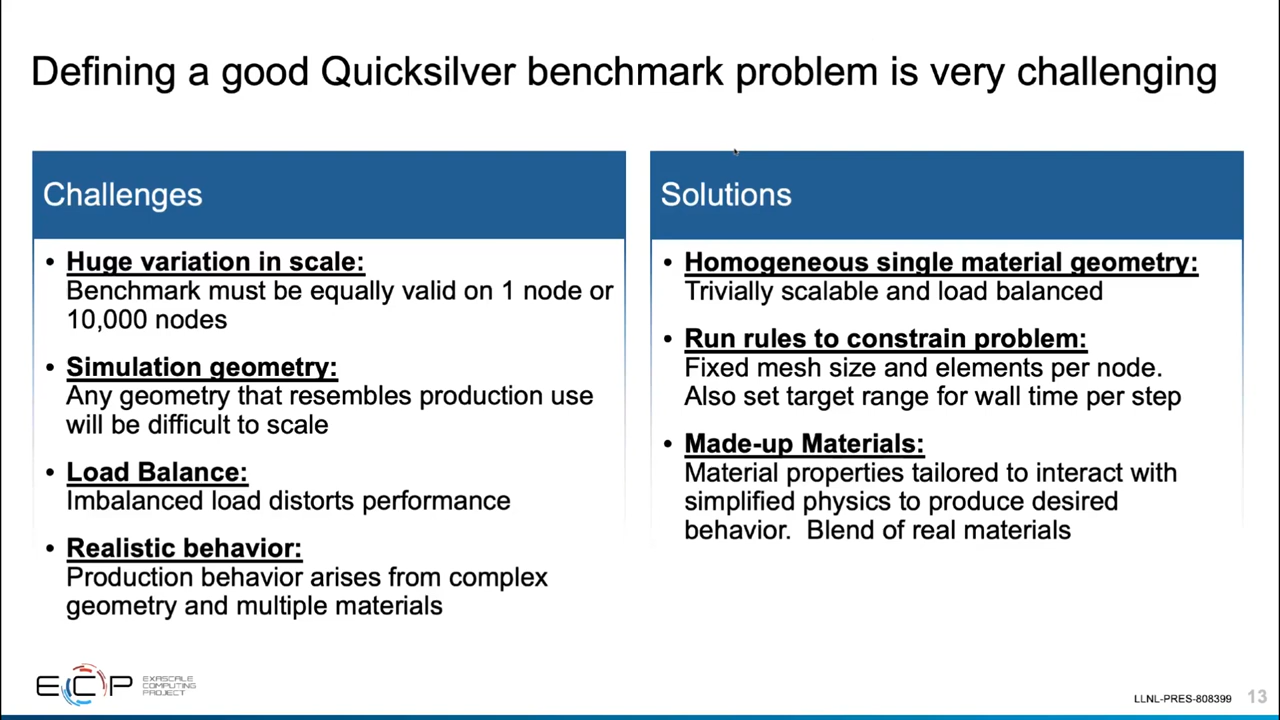 Defining a good Quicksilver benchmark problem is very challenging
Challenges
• Huge variation in scale:
Benchmark must be equally valid on 1 node or
10,000 nodes
• Simulation geometry:
Any geometry that resembles production use
will be difficult to scale
• Load Balance:
Imbalanced load distorts performance
• Realistic behavior:
Production behavior arises from complex
geometry and multiple materials
Solutions
• Homogeneous single material geometry:
Trivially scalable and load balanced
• Run rules to constrain problem:
Fixed mesh size and elements per node.
Also set target range for wall time per step
• Made-up Materials:
Material properties tailored to interact with
simplified physics to produce desired
behavior.  Blend of real materials
ECP
EXASCALE
COMPUTING
PROJECT
LLNL-PRES-808399
13